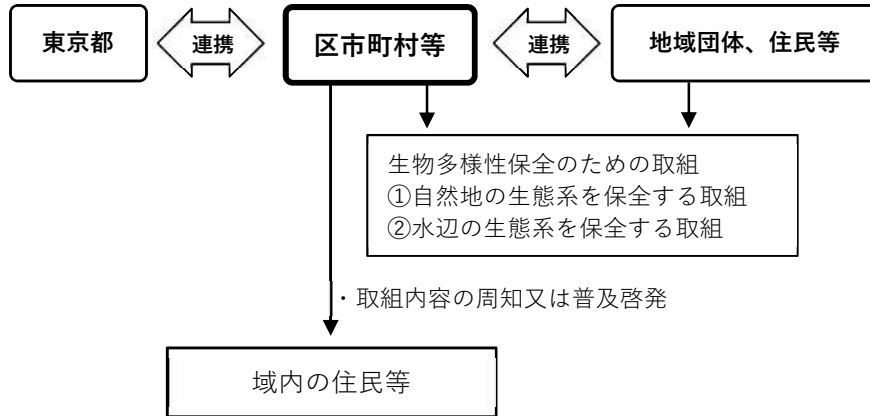 東京都
連携
区市町村等
連携
地域団体、住民等
生物多様性保全のための取組
①自然地の生態系を保全する取組
②水辺の生態系を保全する取組
・取組内容の周知又は普及啓発
域内の住民等